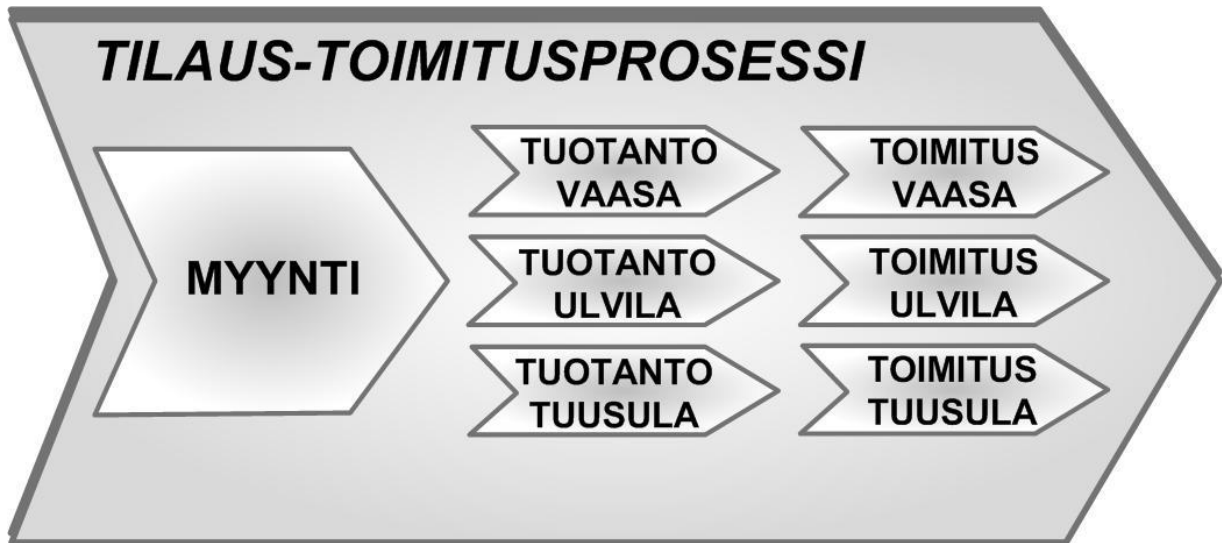 TILAUS-TOIMITUSPROSESSI
MYYNTI
TUOTANTO
VAASA
TOIMITUS
VAASA
TUOTANTO
ULVILA
TOIMITUS
ULVILA
TUOTANTO
TUUSULA
TOIMITUS
TUUSULA